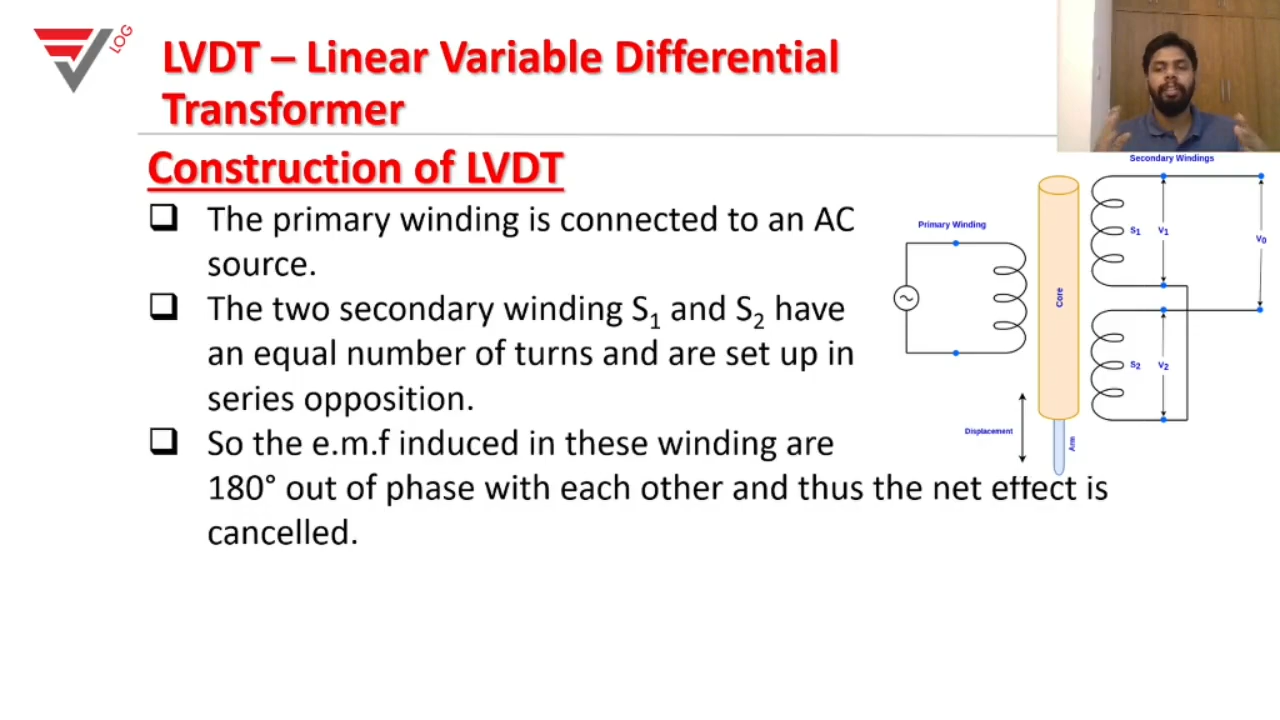 LOG
LVDT – Linear Variable Differential
Transformer
Construction of LVDT
❑ The primary winding is connected to an AC
source.
❑ The two secondary winding S₁ and S₂ have
an equal number of turns and are set up in
series opposition.
❑ So the e.m.f induced in these winding are
180° out of phase with each other and thus the net effect is
cancelled.
Secondary Windings
Primary Winding
Core
S₁
V₁
V₀
S₂
V₂
Displacement
Arm